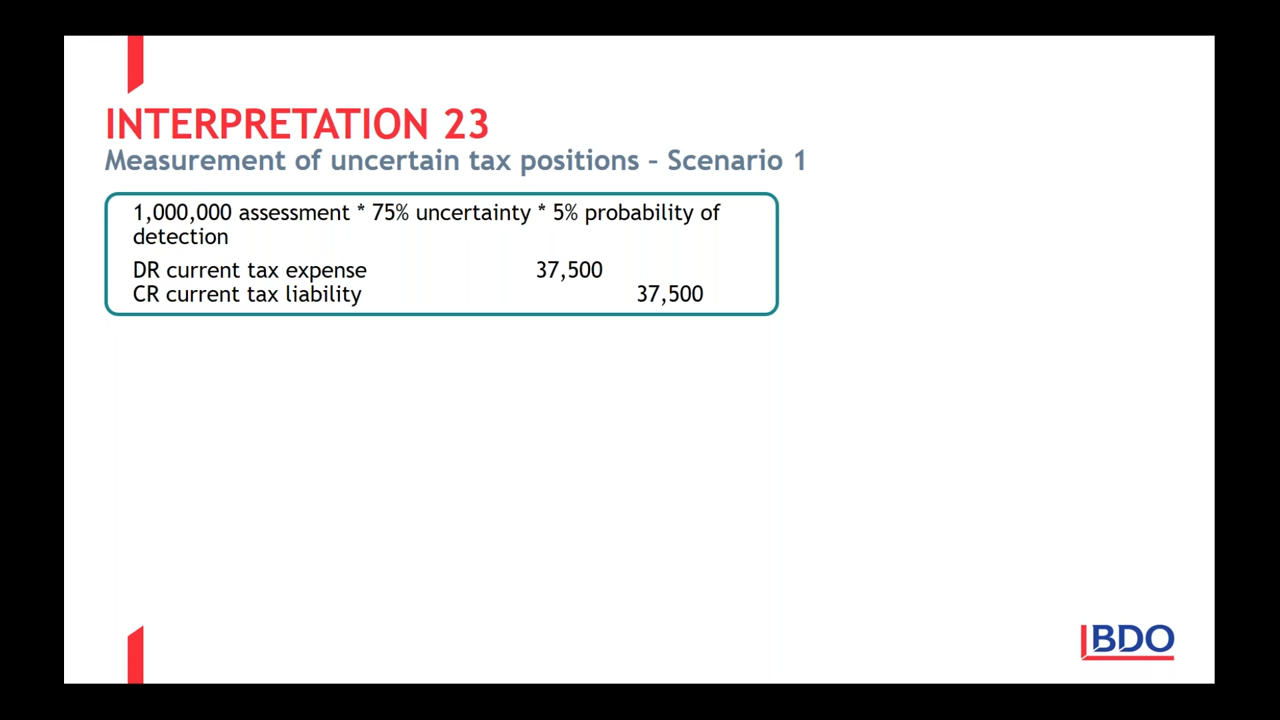 INTERPRETATION 23
Measurement of uncertain tax positions – Scenario 1
1,000,000 assessment * 75% uncertainty * 5% probability of
detection
DR current tax expense 37,500
CR current tax liability 37,500
BDO